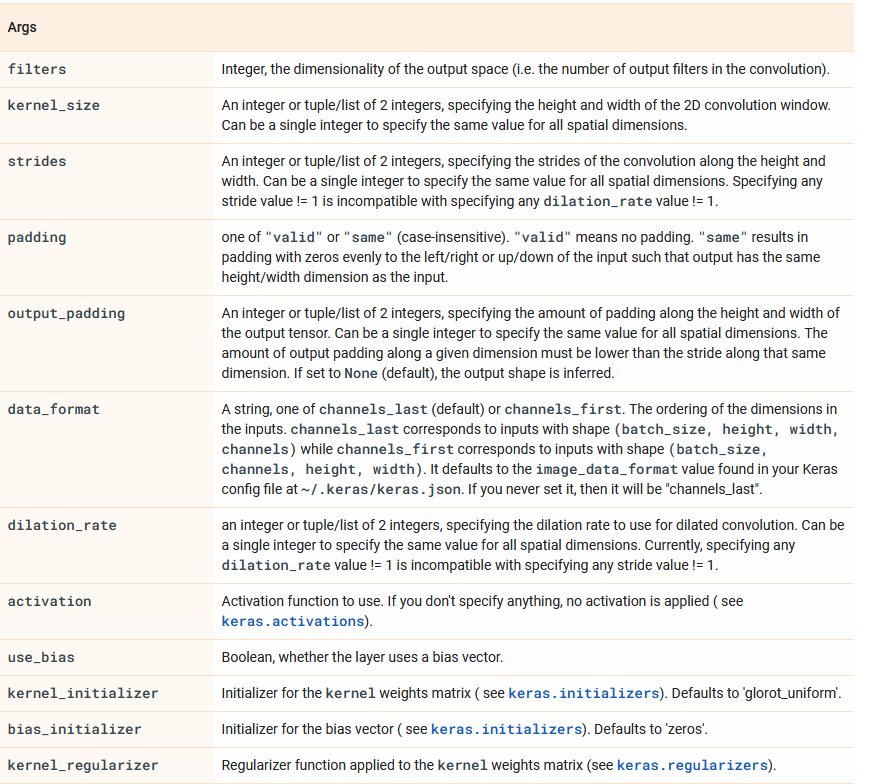 Args
filters Integer, the dimensionality of the output space (i.e. the number of output filters in the convolution).
kernel_size An integer or tuple/list of 2 integers, specifying the height and width of the 2D convolution window.
Can be a single integer to specify the same value for all spatial dimensions.
strides An integer or tuple/list of 2 integers, specifying the strides of the convolution along the height and
width. Can be a single integer to specify the same value for all spatial dimensions. Specifying any
stride value != 1 is incompatible with specifying any dilation_rate value != 1.
padding one of "valid" or "same" (case-insensitive). "valid" means no padding. "same" results in
padding with zeros evenly to the left/right or up/down of the input such that output has the same
height/width dimension as the input.
output_padding An integer or tuple/list of 2 integers, specifying the amount of padding along the height and width of
the output tensor. Can be a single integer to specify the same value for all spatial dimensions. The
amount of output padding along a given dimension must be lower than the stride along that same
dimension. If set to None (default), the output shape is inferred.
data_format A string, one of channels_last (default) or channels_first. The ordering of the dimensions in
the inputs. channels_last corresponds to inputs with shape (batch_size, height, width,
channels) while channels_first corresponds to inputs with shape (batch_size,
channels, height, width). It defaults to the image_data_format value found in your Keras
config file at ~/.keras/keras.json. If you never set it, then it will be "channels_last".
dilation_rate an integer or tuple/list of 2 integers, specifying the dilation rate to use for dilated convolution. Can be
a single integer to specify the same value for all spatial dimensions. Currently, specifying any
dilation_rate value != 1 is incompatible with specifying any stride value != 1.
activation Activation function to use. If you don't specify anything, no activation is applied ( see
keras.activations).
use_bias Boolean, whether the layer uses a bias vector.
kernel_initializer Initializer for the kernel weights matrix ( see keras.initializers). Defaults to 'glorot_uniform'.
bias_initializer Initializer for the bias vector ( see keras.initializers). Defaults to 'zeros'.
kernel_regularizer Regularizer function applied to the kernel weights matrix (see keras.regularizers).